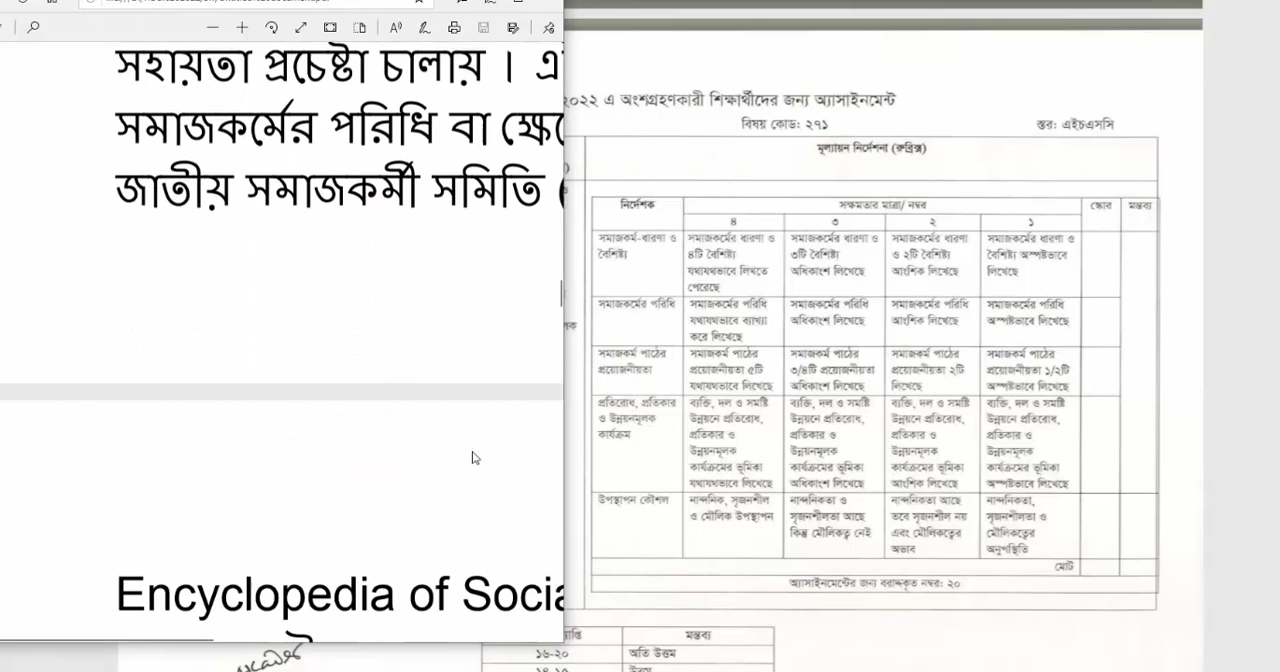 সহায়তা প্রচেষ্টা চালায় । এ
সমাজকর্মের পরিধি বা ক্ষে
জাতীয় সমাজকর্মী সমিতি
Encyclopedia of Socia
২০২২ এ অংশগ্রহণকারী শিক্ষার্থীদের জন্য অ্যাসাইনমেন্ট
বিষয় কোড: ২৭১ স্তর: এইচএসসি
মূল্যায়ন নির্দেশনা (রুব্রিক্স)
নির্দেশক সক্ষমতার মাত্রা/ নম্বর স্কোর মন্তব্য
৪ ৩ ২ ১
সমাজকর্ম-ধারণা ও সমাজকর্মের ধারণা ও সমাজকর্মের ধারণা ও সমাজকর্মের ধারণা সমাজকর্মের ধারণা ও
বৈশিষ্ট্য ৪টি বৈশিষ্ট্য ৩টি বৈশিষ্ট্য ও ২টি বৈশিষ্ট্য বৈশিষ্ট্য অস্পষ্টভাবে
যথাযথভাবে লিখতে অধিকাংশ লিখেছে আংশিক লিখেছে লিখেছে
পেরেছে
সমাজকর্মের পরিধি সমাজকর্মের পরিধি সমাজকর্মের পরিধি সমাজকর্মের পরিধি সমাজকর্মের পরিধি
যথাযথভাবে ব্যাখ্যা অধিকাংশ লিখেছে আংশিক লিখেছে অস্পষ্টভাবে লিখেছে
করে লিখেছে
সমাজকর্ম পাঠের সমাজকর্ম পাঠের সমাজকর্ম পাঠের সমাজকর্ম পাঠের সমাজকর্ম পাঠের
প্রয়োজনীয়তা প্রয়োজনীয়তা ৫টি ৩/৪টি প্রয়োজনীয়তা প্রয়োজনীয়তা ২টি প্রয়োজনীয়তা ১/২টি
যথাযথভাবে লিখেছে অধিকাংশ লিখেছে লিখেছে অস্পষ্টভাবে লিখেছে
প্রতিরোধ, প্রতিকার ব্যক্তি, দল ও সমষ্টি ব্যক্তি, দল ও সমষ্টি ব্যক্তি, দল ও সমষ্টি ব্যক্তি, দল ও সমষ্টি
ও উন্নয়নমূলক উন্নয়নে প্রতিরোধ, উন্নয়নে প্রতিরোধ, উন্নয়নে প্রতিরোধ, উন্নয়নে প্রতিরোধ,
কার্যক্রম প্রতিকার ও প্রতিকার ও প্রতিকার ও প্রতিকার ও
উন্নয়নমূলক উন্নয়নমূলক উন্নয়নমূলক উন্নয়নমূলক
কার্যক্রমের ভূমিকা কার্যক্রমের ভূমিকা কার্যক্রমের ভূমিকা কার্যক্রমের ভূমিকা
যথাযথভাবে লিখেছে অধিকাংশ লিখেছে আংশিক লিখেছে অস্পষ্টভাবে লিখেছে
উপস্থাপন কৌশল নান্দনিক, সৃজনশীল নান্দনিকতা ও নান্দনিকতা আছে নান্দনিকতা,
ও মৌলিক উপস্থাপন সৃজনশীলতা আছে তবে সৃজনশীল নয় সৃজনশীলতা ও
কিন্তু মৌলিকত্ব নেই এবং মৌলিকত্বের মৌলিকত্বের
অভাব অনুপস্থিতি
মোট
অ্যাসাইনমেন্টের জন্য বরাদ্দকৃত নম্বর: ২০
মন্তব্য
১৬-২০ অতি উত্তম